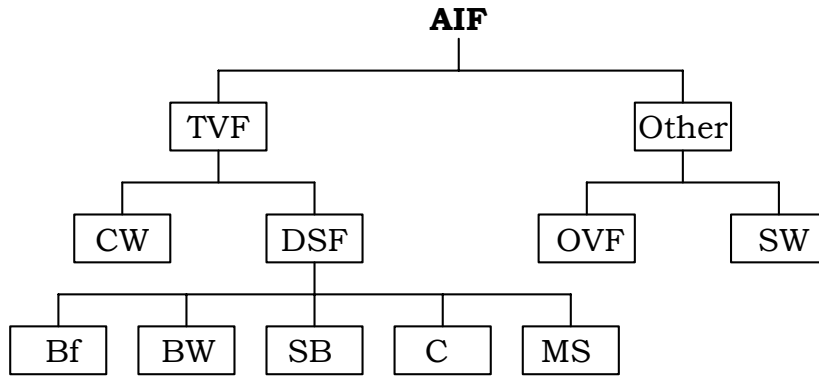 AIF
TVF Other
CW DSF OVF SW
Bf BW SB C MS